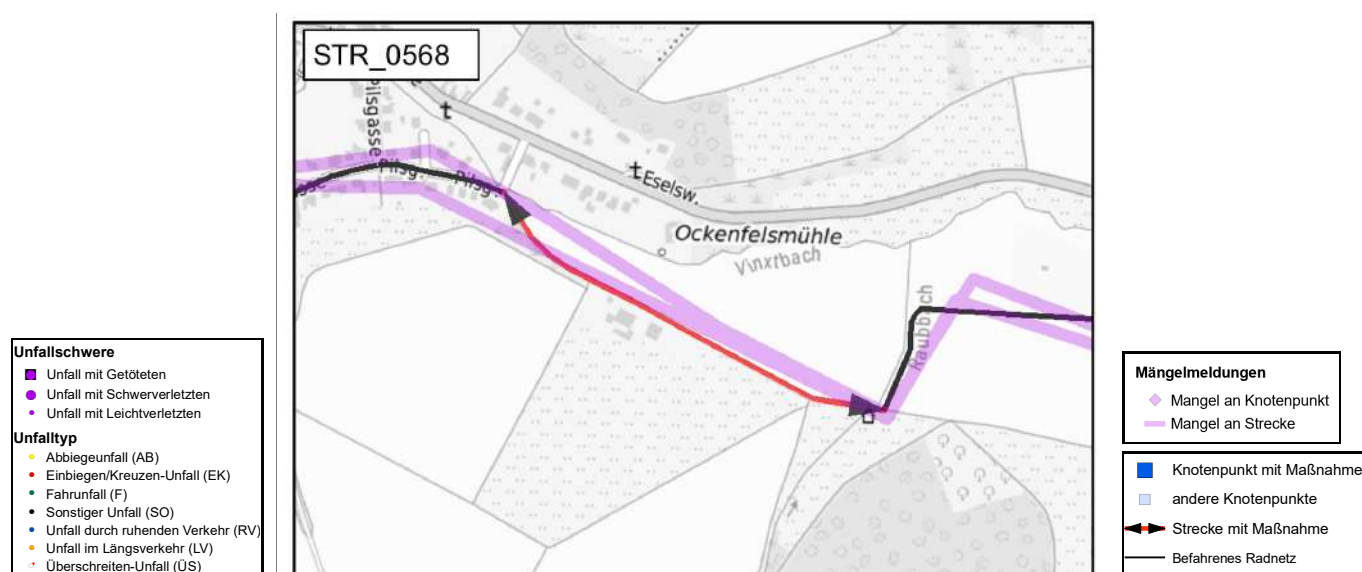 STR_0568
pilsgasse
Pilsg.
Pilsg.
Eselsw.
Ockenfelsmühle
Vinxtbach
Raubbach
Unfallschwere
Unfall mit Getöteten
Unfall mit Schwerverletzten
Unfall mit Leichtverletzten
Unfalltyp
Abbiegeunfall (AB)
Einbiegen/Kreuzen-Unfall (EK)
Fahrunfall (F)
Sonstiger Unfall (SO)
Unfall durch ruhenden Verkehr (RV)
Unfall im Längsverkehr (LV)
Überschreiten-Unfall (ÜS)
Mängelmeldungen
Mangel an Knotenpunkt
Mangel an Strecke
Knotenpunkt mit Maßnahme
andere Knotenpunkte
Strecke mit Maßnahme
Befahrenes Radnetz